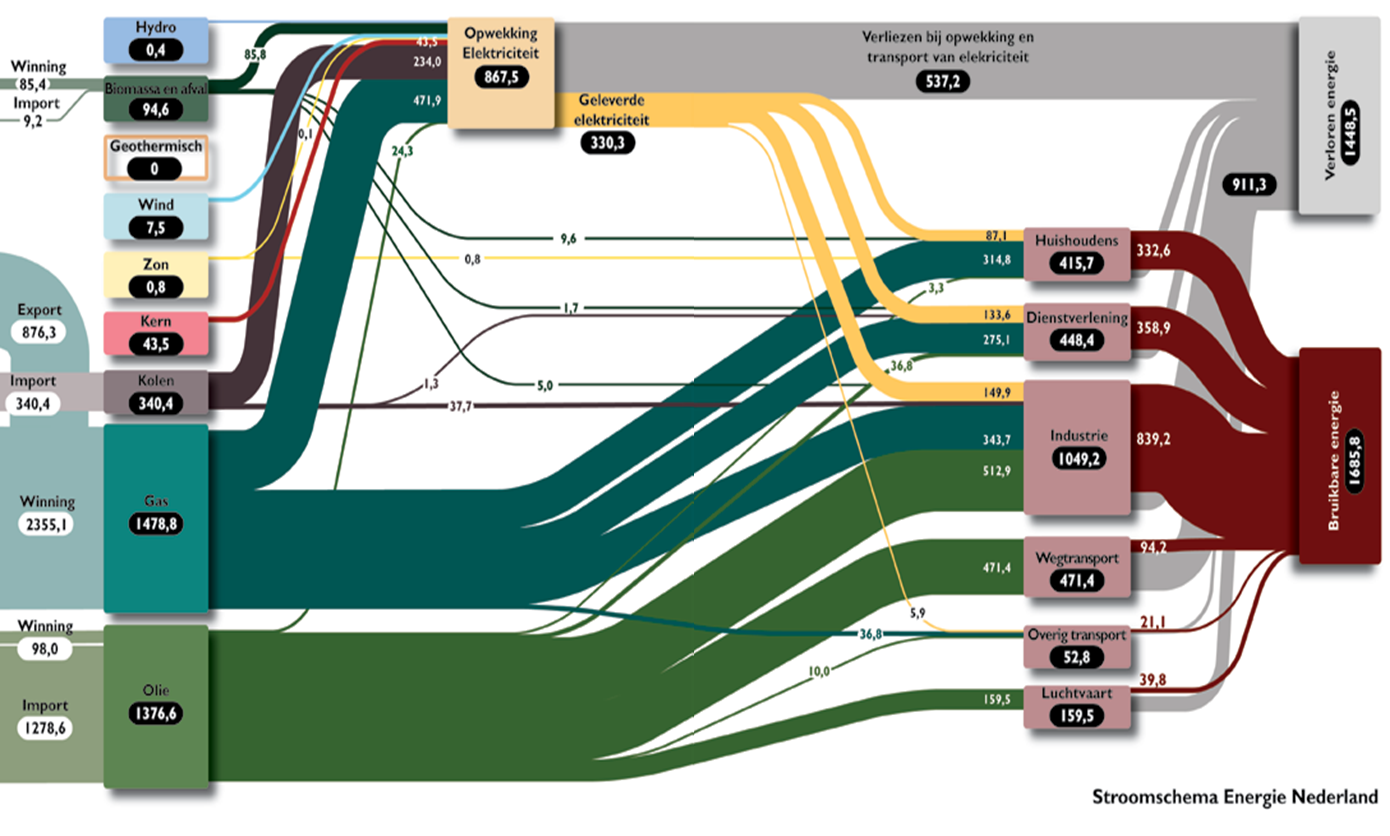 Hydro
0,4
Winning
85,4
Import
9,2
Biomassa en afval
94,6
Geothermisch
0
Wind
7,5
Zon
0,8
Kern
43,5
Export
876,3
Import
340,4
Kolen
340,4
Winning
2355,1
Gas
1478,8
Winning
98,0
Import
1278,6
Olie
1376,6
85,8
0,1
43,5
234,0
471,9
24,3
Opwekking
Elektriciteit
867,5
Verliezen bij opwekking en
transport van elekriciteit
537,2
Geleverde
elektriciteit
330,3
9,6
0,8
1,7
1,3
5,0
37,7
3,3
36,8
5,9
36,8
10,0
87,1
314,8
133,6
275,1
149,9
343,7
512,9
471,4
159,5
Huishoudens
415,7
Dienstverlening
448,4
Industrie
1049,2
Wegtransport
471,4
Overig transport
52,8
Luchtvaart
159,5
332,6
358,9
839,2
94,2
21,1
39,8
911,3
Verloren energie
1448,5
Bruikbare energie
1685,8
Stroomschema Energie Nederland